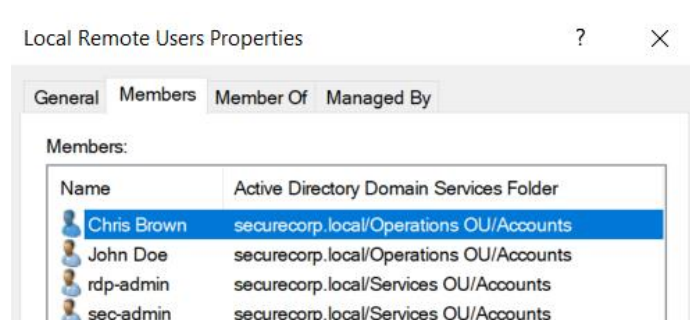 Local Remote Users Properties ?
General Members Member Of Managed By
Members:
Name Active Directory Domain Services Folder
Chris Brown securecorp.local/Operations OU/Accounts
John Doe securecorp.local/Operations OU/Accounts
rdp-admin securecorp.local/Services OU/Accounts
sec-admin securecorp.local/Services OU/Accounts